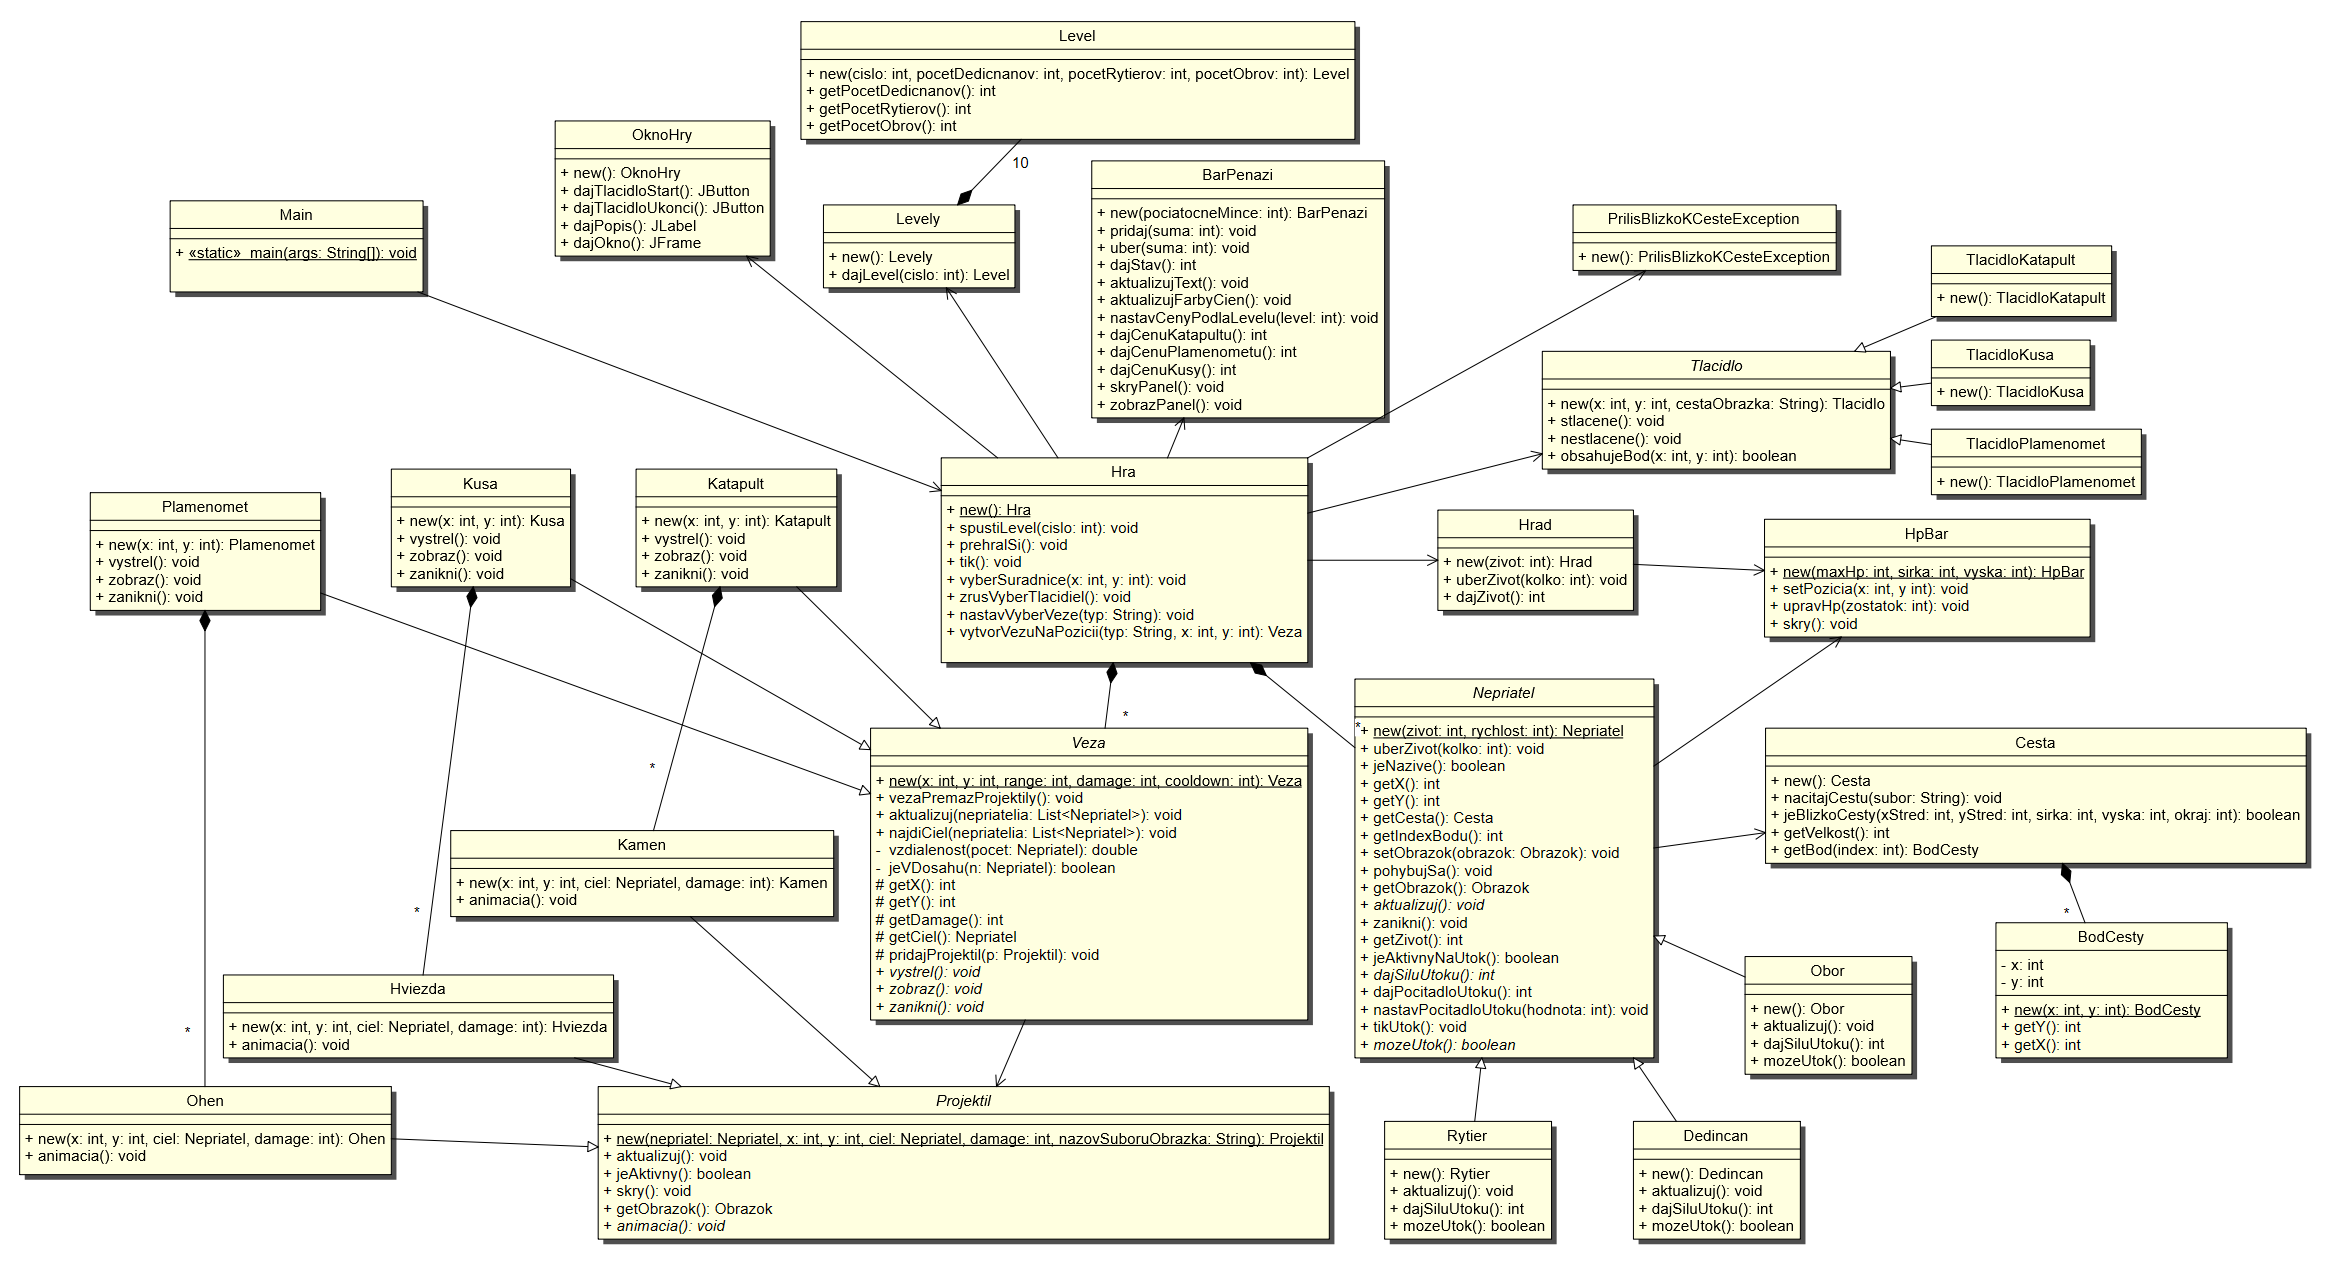 Level
+ new(cislo: int, pocetDedicnanov: int, pocetRytierov: int, pocetObrov: int): Level
+ getPocetDedicnanov(): int
+ getPocetRytierov(): int
+ getPocetObrov(): int
10
OknoHry
+ new(): OknoHry
+ dajTlacidloStart(): JButton
+ dajTlacidloUkonci(): JButton
+ dajPopis(): JLabel
+ dajOkno(): JFrame
BarPenazi
+ new(pociatocneMince: int): BarPenazi
+ pridaj(suma: int): void
+ uber(suma: int): void
+ dajStav(): int
+ aktualizujText(): void
+ aktualizujFarbyCien(): void
+ nastavCenyPodlaLevelu(level: int): void
+ dajCenuKatapultu(): int
+ dajCenuPlamenometu(): int
+ dajCenuKusy(): int
+ skryPanel(): void
+ zobrazPanel(): void
Main
+ «static»  main(args: String[]): void
Levely
+ new(): Levely
+ dajLevel(cislo: int): Level
PrilisBlizkoKCesteException
+ new(): PrilisBlizkoKCesteException
TlacidloKatapult
+ new(): TlacidloKatapult
Tlacidlo
+ new(x: int, y: int, cestaObrazka: String): Tlacidlo
+ stlacene(): void
+ nestlacene(): void
+ obsahujeBod(x: int, y: int): boolean
TlacidloKusa
+ new(): TlacidloKusa
TlacidloPlamenomet
+ new(): TlacidloPlamenomet
Plamenomet
+ new(x: int, y: int): Plamenomet
+ vystrel(): void
+ zobraz(): void
+ zanikni(): void
Kusa
+ new(x: int, y: int): Kusa
+ vystrel(): void
+ zobraz(): void
+ zanikni(): void
Katapult
+ new(x: int, y: int): Katapult
+ vystrel(): void
+ zobraz(): void
+ zanikni(): void
Hra
+ new(): Hra
+ spustiLevel(cislo: int): void
+ prehralSi(): void
+ tik(): void
+ vyberSuradnice(x: int, y: int): void
+ zrusVyberTlacidiel(): void
+ nastavVyberVeze(typ: String): void
+ vytvorVezuNaPozicii(typ: String, x: int, y: int): Veza
Hrad
+ new(zivot: int): Hrad
+ uberZivot(kolko: int): void
+ dajZivot(): int
HpBar
+ new(maxHp: int, sirka: int, vyska: int): HpBar
+ setPozicia(x: int, y int): void
+ upravHp(zostatok: int): void
+ skry(): void
*
Veza
+ new(x: int, y: int, range: int, damage: int, cooldown: int): Veza
+ vezaPremazProjektily(): void
+ aktualizuj(nepriatelia: List<Nepriatel>): void
+ najdiCiel(nepriatelia: List<Nepriatel>): void
-  vzdialenost(pocet: Nepriatel): double
-  jeVDosahu(n: Nepriatel): boolean
# getX(): int
# getY(): int
# getDamage(): int
# getCiel(): Nepriatel
# pridajProjektil(p: Projektil): void
+ vystrel(): void
+ zobraz(): void
+ zanikni(): void
*
Nepriatel
+ new(zivot: int, rychlost: int): Nepriatel
+ uberZivot(kolko: int): void
+ jeNazive(): boolean
+ getX(): int
+ getY(): int
+ getCesta(): Cesta
+ getIndexBodu(): int
+ setObrazok(obrazok: Obrazok): void
+ pohybujSa(): void
+ getObrazok(): Obrazok
+ aktualizuj(): void
+ zanikni(): void
+ getZivot(): int
+ jeAktivnyNaUtok(): boolean
+ dajSiluUtoku(): int
+ dajPocitadloUtoku(): int
+ nastavPocitadloUtoku(hodnota: int): void
+ tikUtok(): void
+ mozeUtok(): boolean
Cesta
+ new(): Cesta
+ nacitajCestu(subor: String): void
+ jeBlizkoCesty(xStred: int, yStred: int, sirka: int, vyska: int, okraj: int): boolean
+ getVelkost(): int
+ getBod(index: int): BodCesty
*
BodCesty
- x: int
- y: int
+ new(x: int, y: int): BodCesty
+ getY(): int
+ getX(): int
*
Kamen
+ new(x: int, y: int, ciel: Nepriatel, damage: int): Kamen
+ animacia(): void
*
Hviezda
+ new(x: int, y: int, ciel: Nepriatel, damage: int): Hviezda
+ animacia(): void
*
Ohen
+ new(x: int, y: int, ciel: Nepriatel, damage: int): Ohen
+ animacia(): void
Projektil
+ new(nepriatel: Nepriatel, x: int, y: int, ciel: Nepriatel, damage: int, nazovSuboruObrazka: String): Projektil
+ aktualizuj(): void
+ jeAktivny(): boolean
+ skry(): void
+ getObrazok(): Obrazok
+ animacia(): void
Obor
+ new(): Obor
+ aktualizuj(): void
+ dajSiluUtoku(): int
+ mozeUtok(): boolean
Rytier
+ new(): Rytier
+ aktualizuj(): void
+ dajSiluUtoku(): int
+ mozeUtok(): boolean
Dedincan
+ new(): Dedincan
+ aktualizuj(): void
+ dajSiluUtoku(): int
+ mozeUtok(): boolean